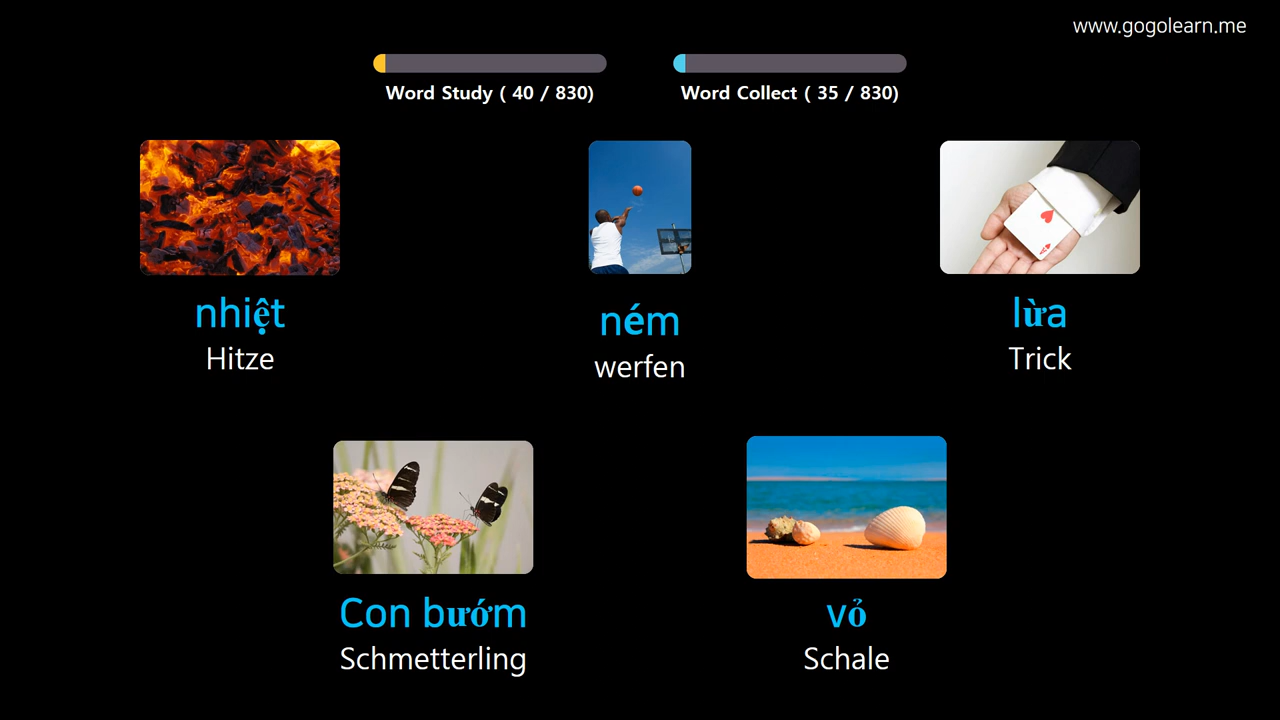 www.gogolearn.me
Word Study ( 40 / 830)
Word Collect ( 35 / 830)
nhiệt
Hitze
ném
werfen
lừa
Trick
Con bướm
Schmetterling
vỏ
Schale